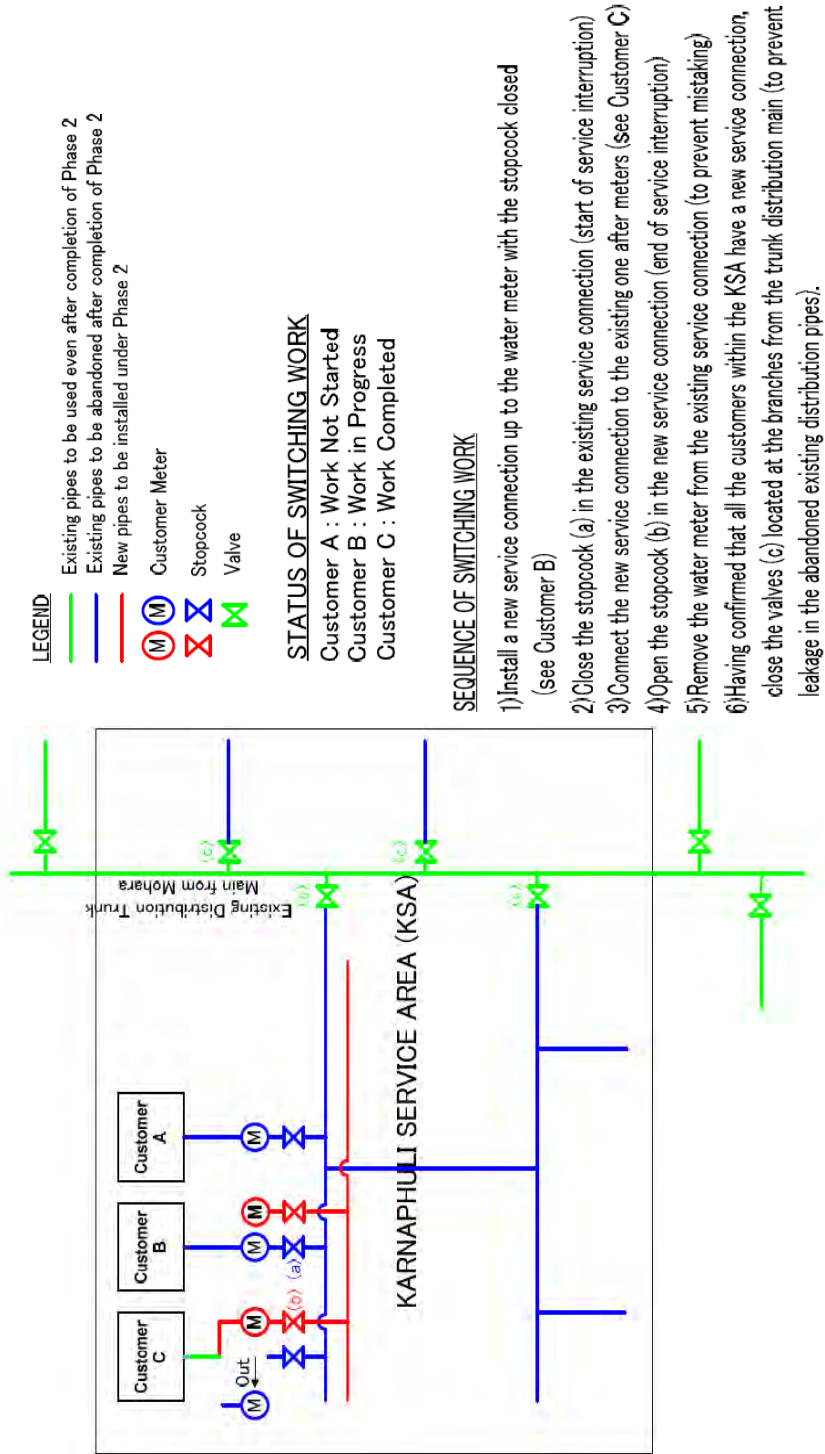 LEGEND
Existing pipes to be used even after completion of Phase 2
Existing pipes to be abandoned after completion of Phase 2
New pipes to be installed under Phase 2
M M Customer Meter
Stopcock
Valve
STATUS OF SWITCHING WORK
Customer A : Work Not Started
Customer B : Work in Progress
Customer C : Work Completed
SEQUENCE OF SWITCHING WORK
1)Install a new service connection up to the water meter with the stopcock closed
(see Customer B)
2)Close the stopcock (a) in the existing service connection (start of service interruption)
3)Connect the new service connection to the existing one after meters (see Customer C)
4)Open the stopcock (b) in the new service connection (end of service interruption)
5)Remove the water meter from the existing service connection (to prevent mistaking)
6)Having confirmed that all the customers within the KSA have a new service connection,
close the valves (c) located at the branches from the trunk distribution main (to prevent
leakage in the abandoned existing distribution pipes).
Customer
C
Customer
B
Customer
A
Out
M
M
M
M
M
(b)
(a)
Existing Distribution Trunk
Main from Mohara
(c)
(c)
(c)
(c)
KARNAPHULI SERVICE AREA (KSA)